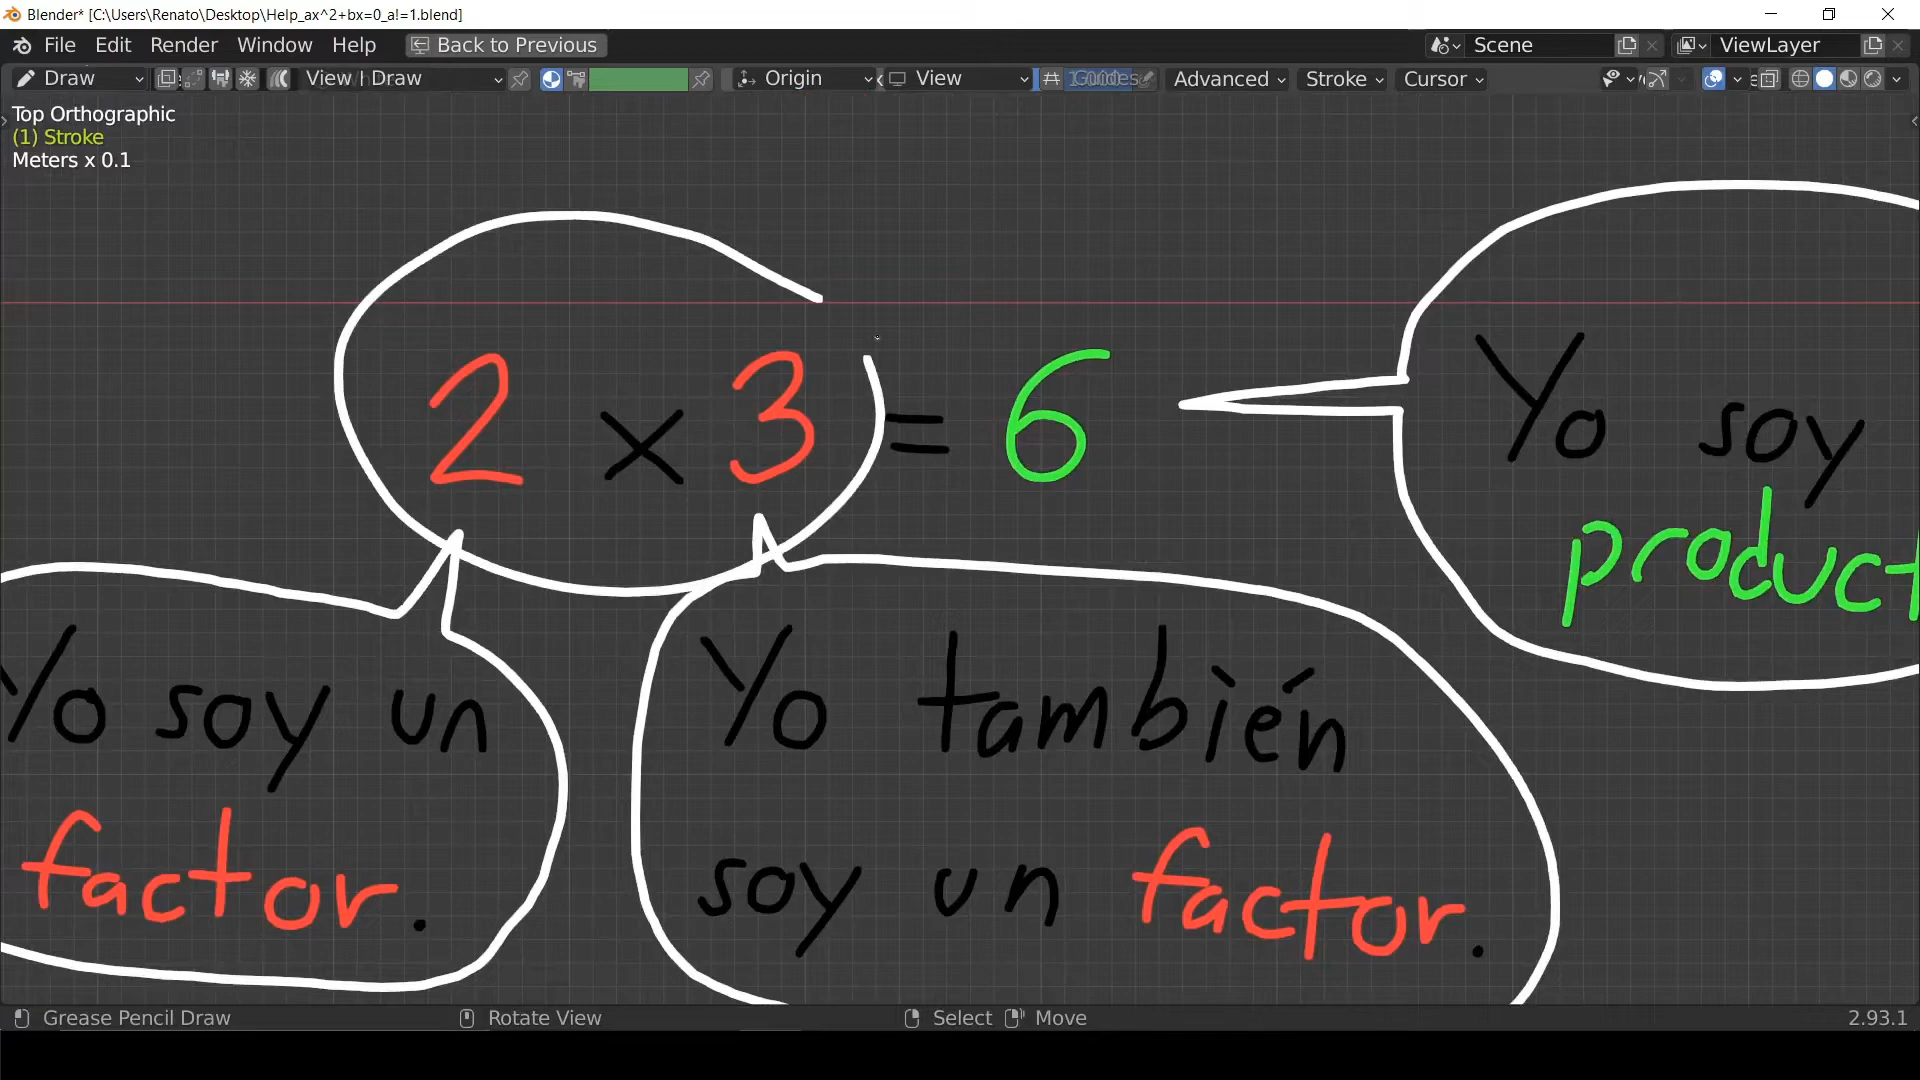 Blender* [C:\Users\Renato\Desktop\Help_ax^2+bx=0_a!=1.blend]
File Edit Render Window Help Back to Previous Scene ViewLayer
Draw View Draw Origin View Guides Advanced Stroke Cursor
Top Orthographic
(1) Stroke
Meters x 0.1
2 x 3 = 6
Yo soy
product
Yo soy un
factor.
Yo también
soy un factor.
Grease Pencil Draw Rotate View Select Move 2.93.1